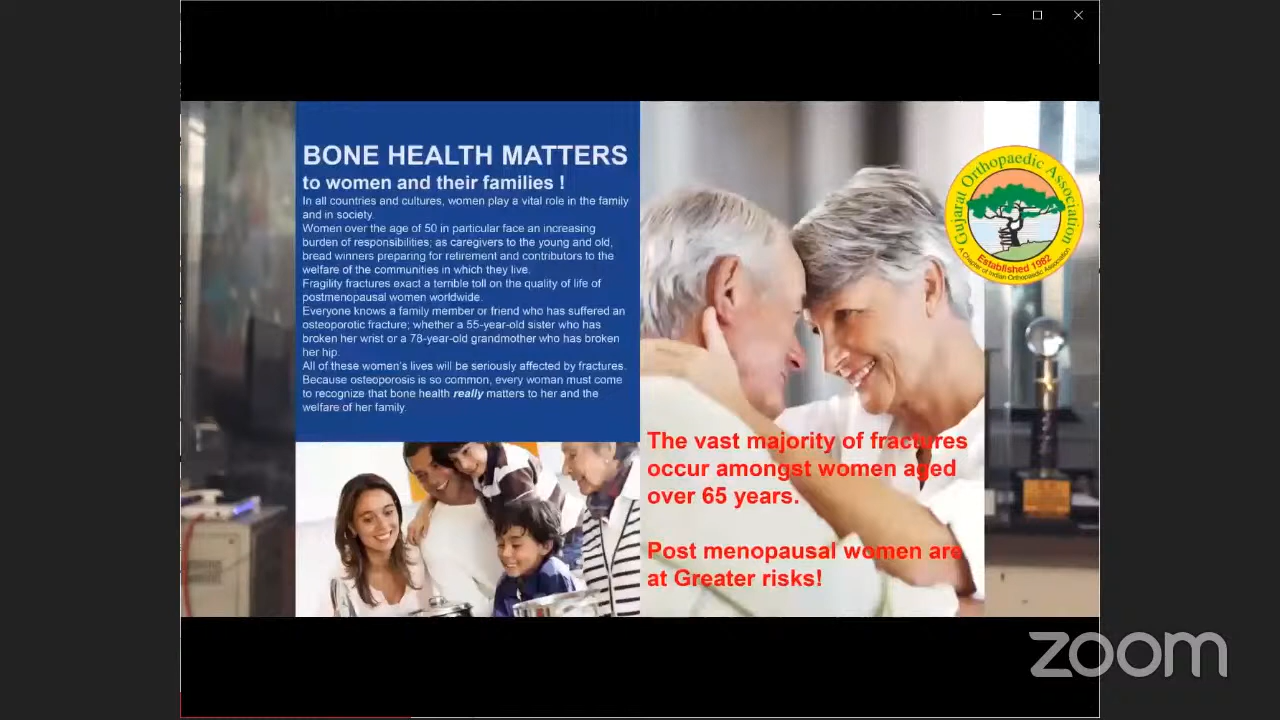 BONE HEALTH MATTERS
to women and their families !
In all countries and cultures, women play a vital role in the family
and in society.
Women over the age of 50 in particular face an increasing
burden of responsibilities; as caregivers to the young and old,
bread winners preparing for retirement and contributors to the
welfare of the communities in which they live.
Fragility fractures exact a terrible toll on the quality of life of
postmenopausal women worldwide.
Everyone knows a family member or friend who has suffered an
osteoporotic fracture; whether a 55-year-old sister who has
broken her wrist or a 78-year-old grandmother who has broken
her hip.
All of these women's lives will be seriously affected by fractures.
Because osteoporosis is so common, every woman must come
to recognize that bone health really matters to her and the
welfare of her family.
The vast majority of fractures
occur amongst women aged
over 65 years.
Post menopausal women are
at Greater risks!
Gujarat Orthopaedic Association
Established 1982
A Chapter of Indian Orthopaedic Association
zoom